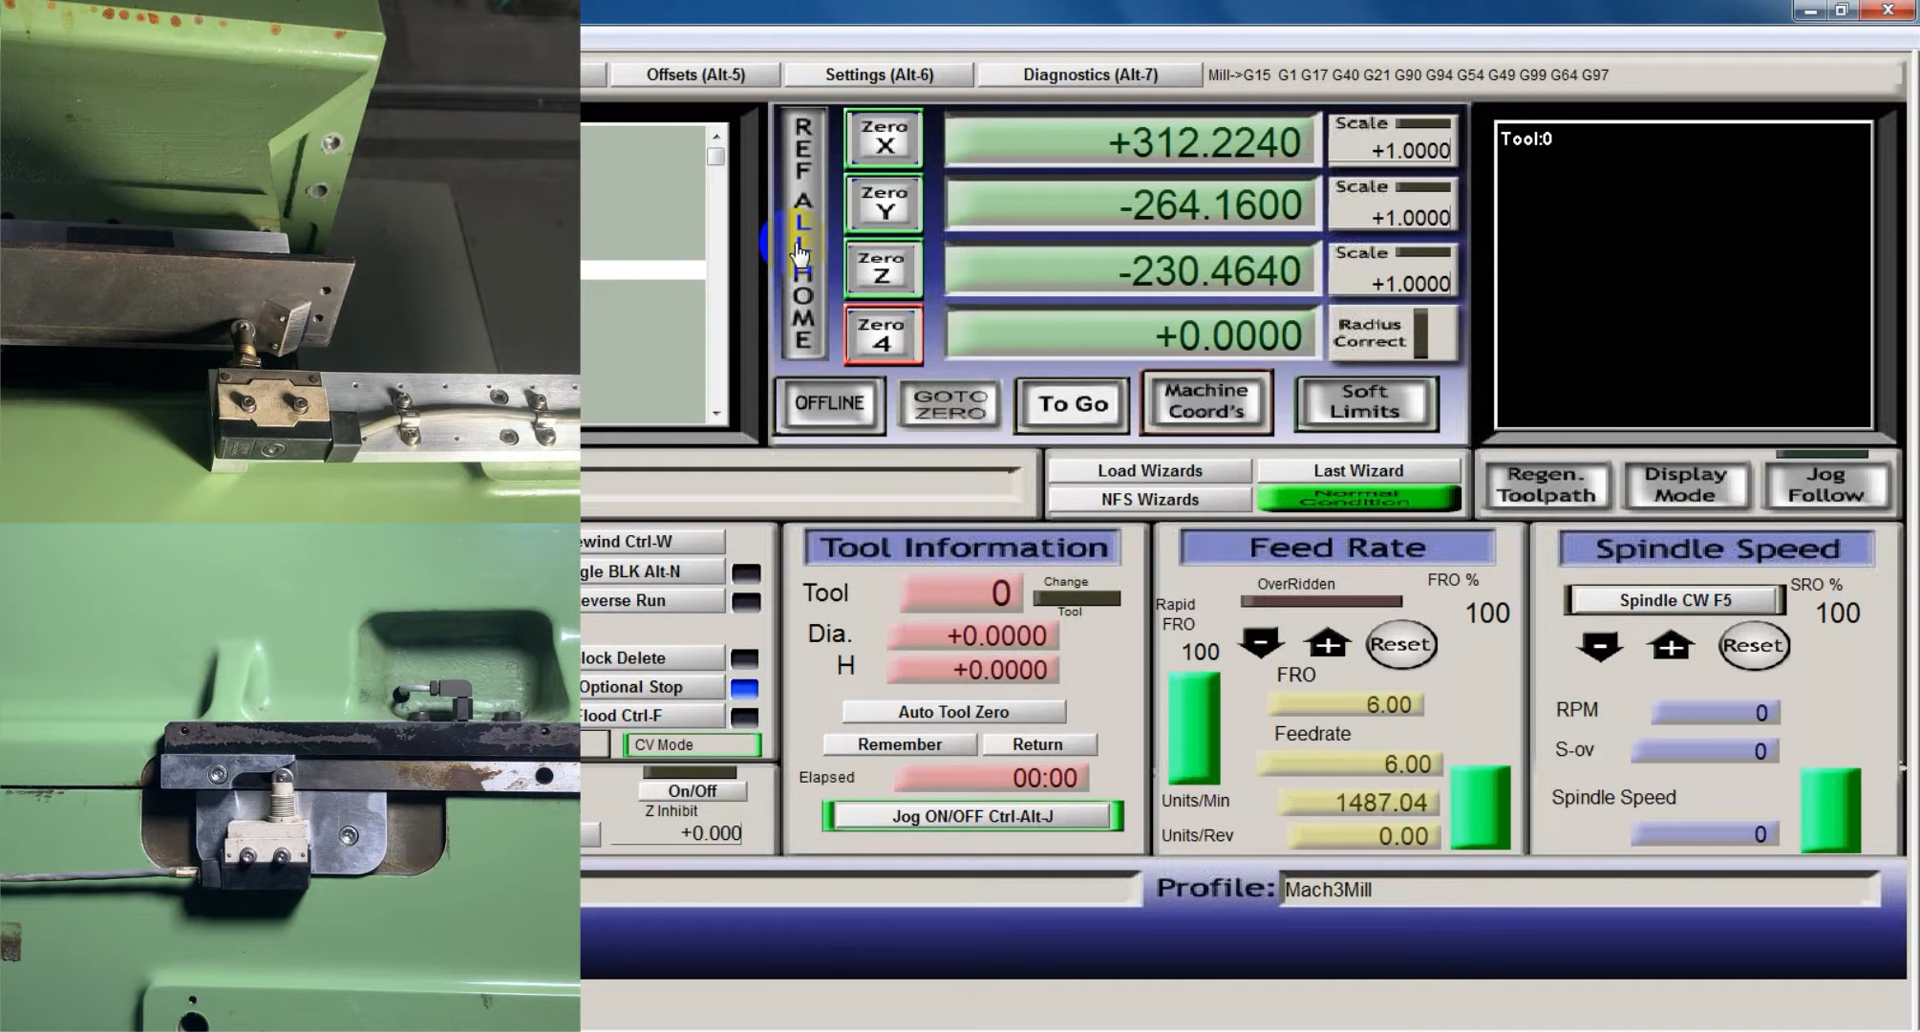 Offsets (Alt-5)
Settings (Alt-6)
Diagnostics (Alt-7)
Mill->G15 G1 G17 G40 G21 G90 G94 G54 G49 G99 G64 G97
REF ALL HOME
Zero X
+312.2240
Scale
+1.0000
Zero Y
-264.1600
Scale
+1.0000
Zero Z
-230.4640
Scale
+1.0000
Zero 4
+0.0000
Radius
Correct
OFFLINE
GOTO
ZERO
To Go
Machine
Coord's
Soft
Limits
Tool:0
Load Wizards
Last Wizard
NFS Wizards
Normal
Condition
Regen.
Toolpath
Display
Mode
Jog
Follow
ewind Ctrl-W
gle BLK Alt-N
everse Run
lock Delete
Optional Stop
Flood Ctrl-F
CV Mode
On/Off
Z Inhibit
+0.000
Tool Information
Tool
0
Change
Tool
Dia.
+0.0000
H
+0.0000
Auto Tool Zero
Remember
Return
Elapsed
00:00
Jog ON/OFF Ctrl-Alt-J
Feed Rate
OverRidden
FRO %
100
Rapid
FRO
100
Reset
FRO
6.00
Feedrate
6.00
Units/Min
1487.04
Units/Rev
0.00
Spindle Speed
Spindle CW F5
SRO %
100
Reset
RPM
0
S-ov
0
Spindle Speed
0
Profile:
Mach3Mill